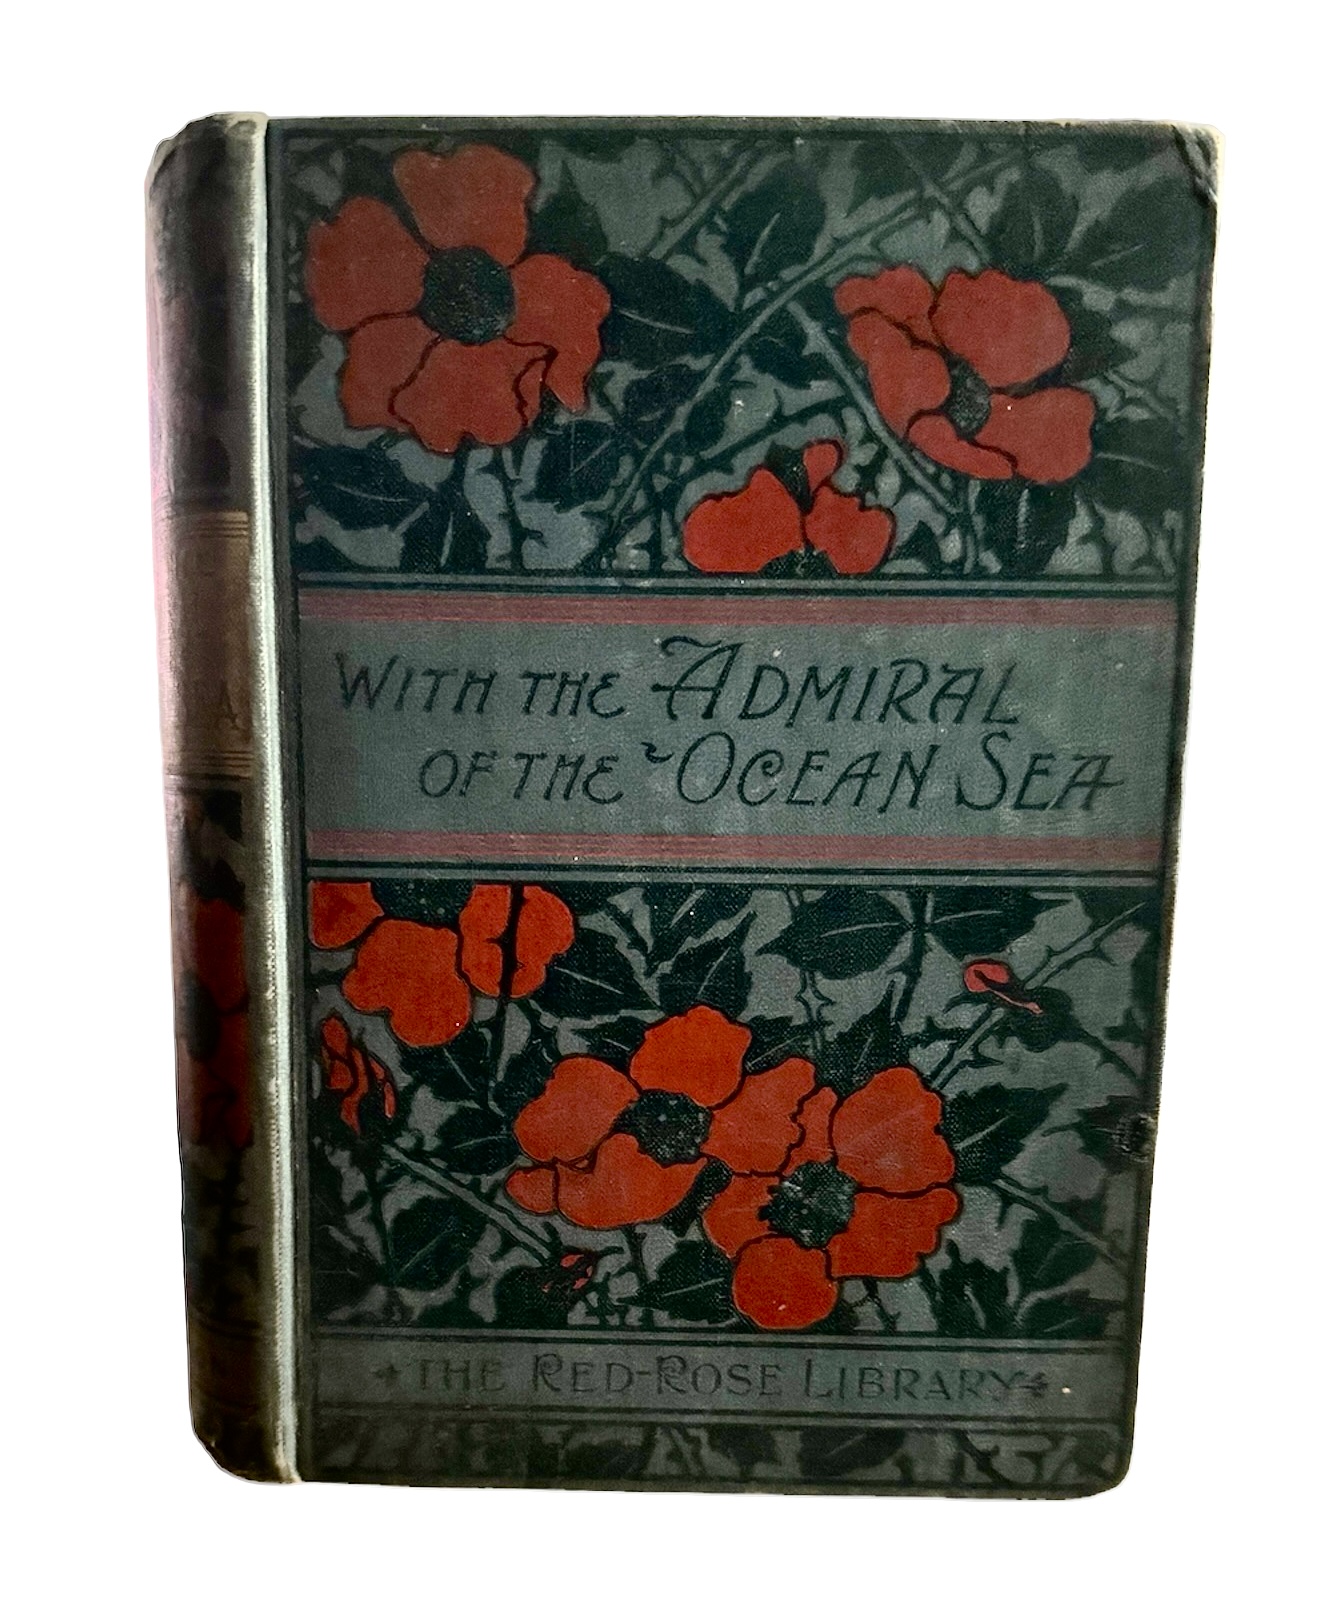 WITH THE ADMIRAL
OF THE OCEAN SEA
THE RED-ROSE LIBRARY